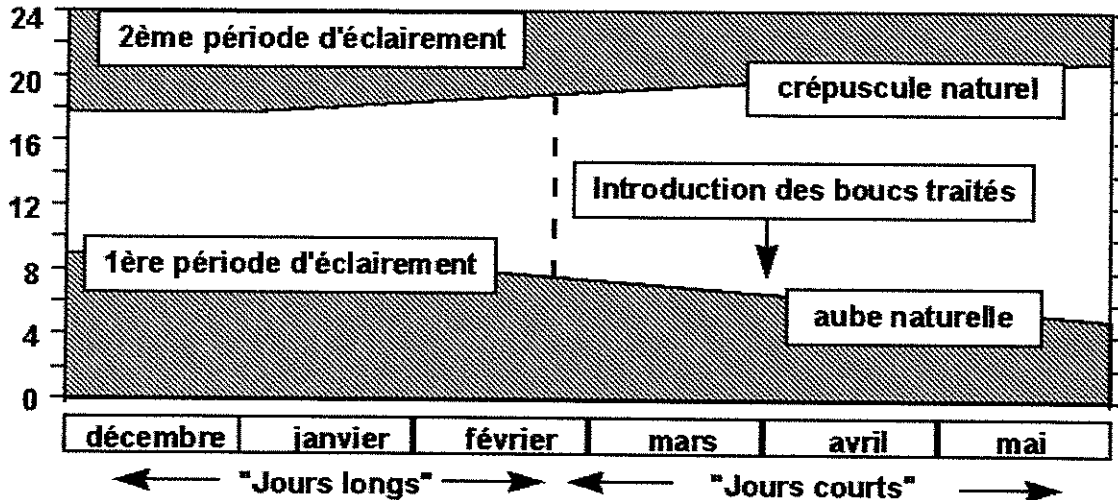 24
2ème période d'éclairement
20
crépuscule naturel
16
Introduction des boucs traités
12
1ère période d'éclairement
8
aube naturelle
4
0
décembre janvier février mars avril mai
"Jours longs" "Jours courts"